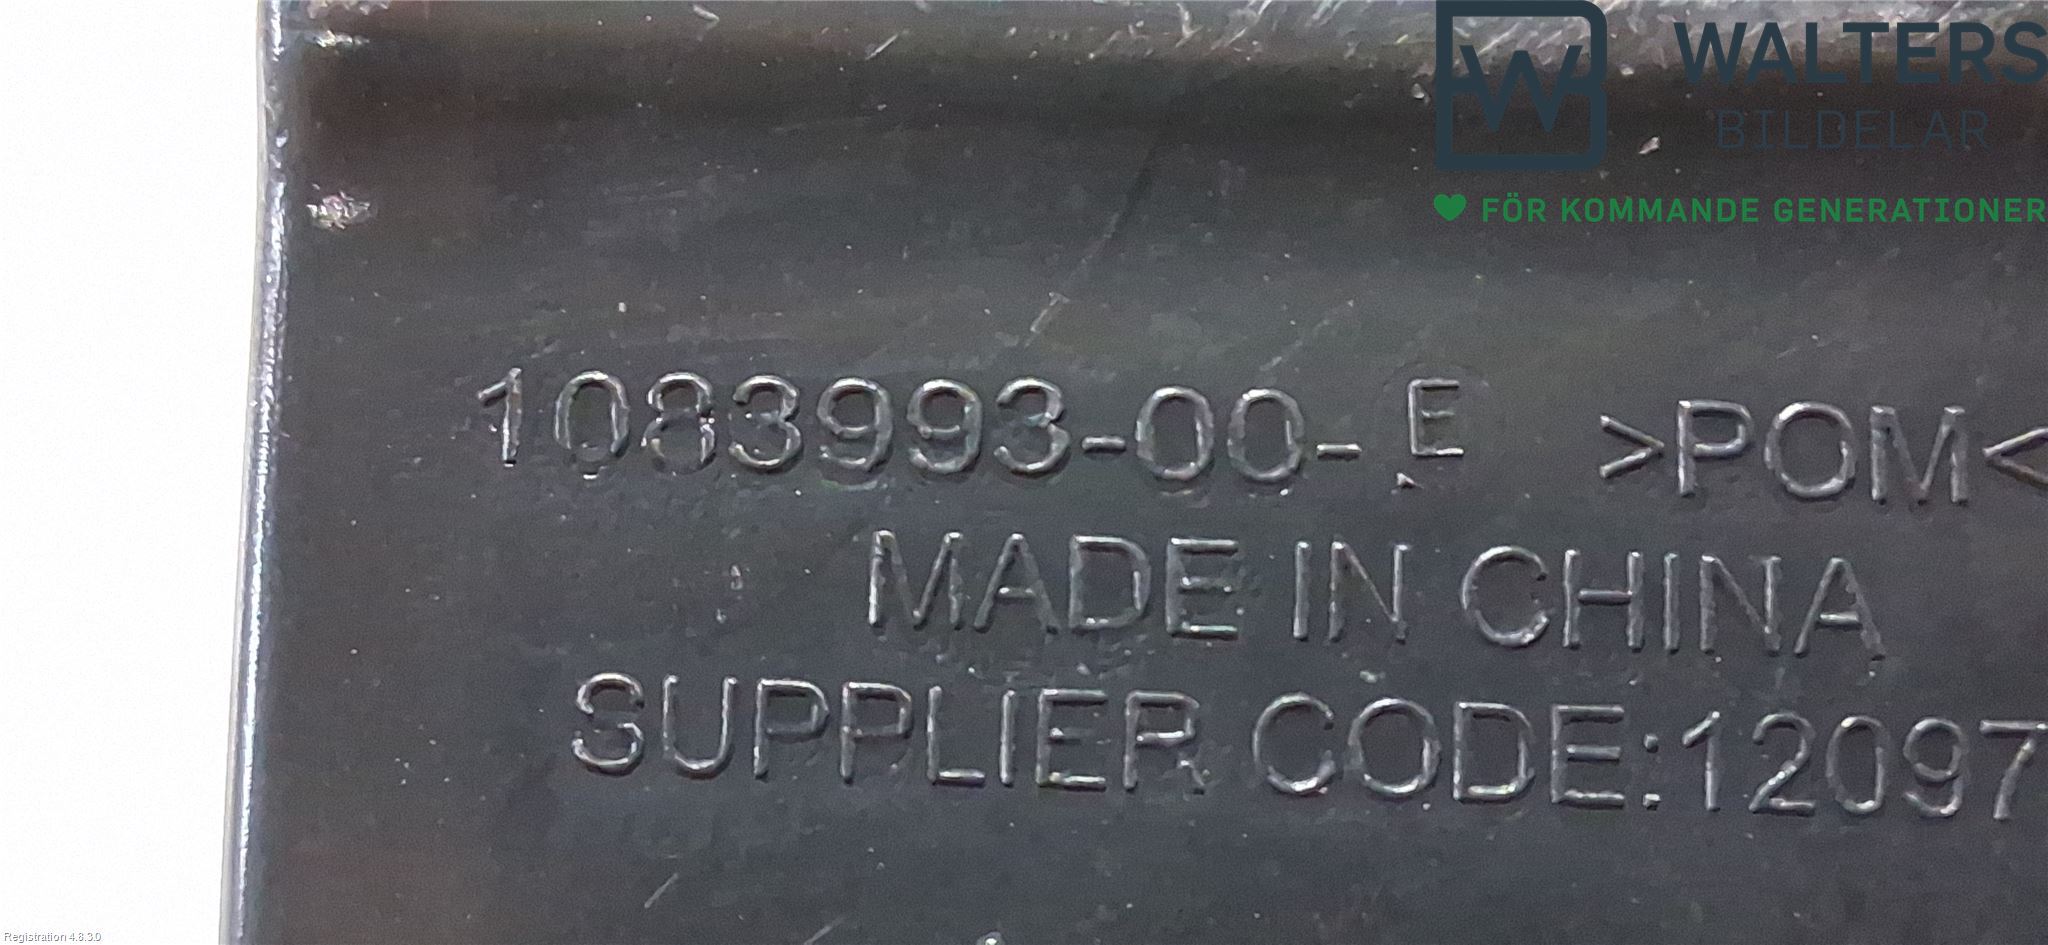 WALTERS
BILDELAR
FÖR KOMMANDE GENERATIONER
1083993-00-E >POM<
MADE IN CHINA
SUPPLIER CODE:12097
Registration 4.8.3.0